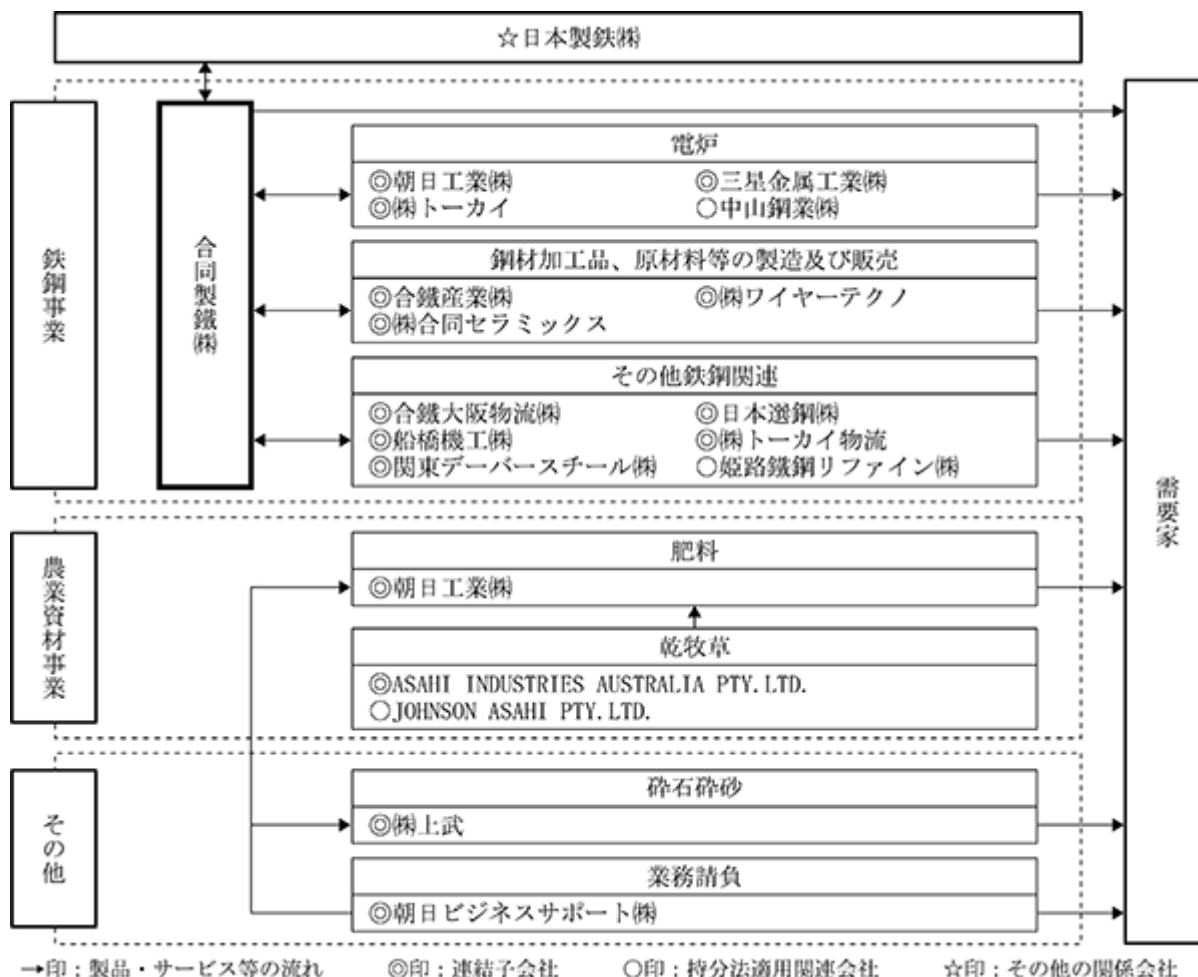 ☆日本製鉄㈱
鉄鋼事業
合同製鐵㈱
電炉
◎朝日工業㈱ ◎三星金属工業㈱
◎㈱トーカイ ○中山鋼業㈱
鋼材加工品、原材料等の製造及び販売
◎合鐵産業㈱ ◎㈱ワイヤーテクノ
◎㈱合同セラミックス
その他鉄鋼関連
◎合鐵大阪物流㈱ ◎日本選鋼㈱
◎船橋機工㈱ ◎㈱トーカイ物流
◎関東デーバースチール㈱ ○姫路鐵鋼リファイン㈱
需要家
農業資材事業
肥料
◎朝日工業㈱
乾牧草
◎ASAHI INDUSTRIES AUSTRALIA PTY.LTD.
○JOHNSON ASAHI PTY.LTD.
その他
砕石砕砂
◎㈱上武
業務請負
◎朝日ビジネスサポート㈱
→印：製品・サービス等の流れ ◎印：連結子会社 ○印：持分法適用関連会社 ☆印：その他の関係会社